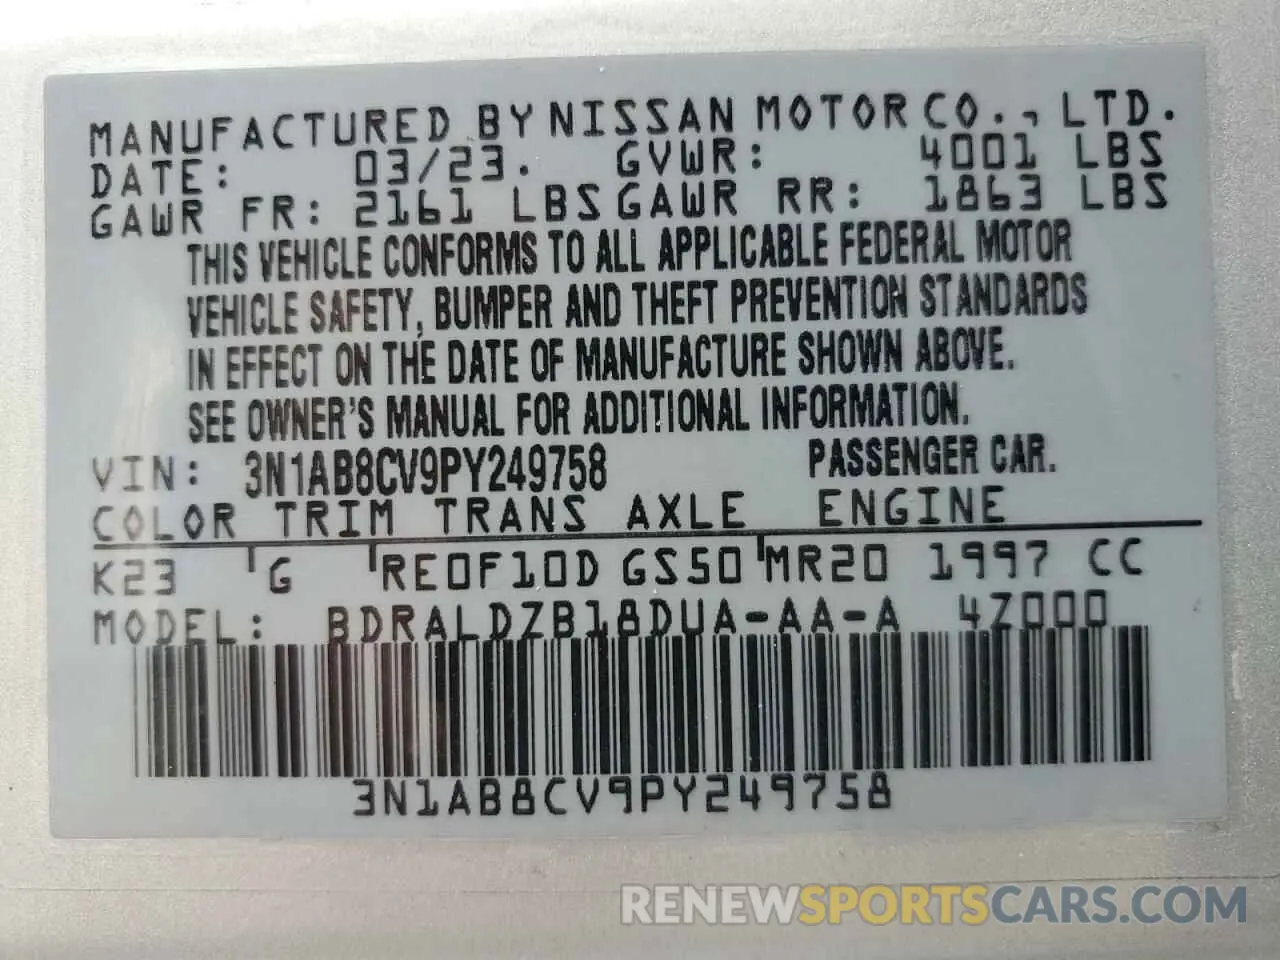 MANUFACTURED BY NISSAN MOTOR CO., LTD.
DATE: 03/23. GVWR: 4001 LBS
GAWR FR: 2161 LBS GAWR RR: 1863 LBS
THIS VEHICLE CONFORMS TO ALL APPLICABLE FEDERAL MOTOR
VEHICLE SAFETY, BUMPER AND THEFT PREVENTION STANDARDS
IN EFFECT ON THE DATE OF MANUFACTURE SHOWN ABOVE.
SEE OWNER'S MANUAL FOR ADDITIONAL INFORMATION.
VIN: 3N1AB8CV9PY249758 PASSENGER CAR.
COLOR TRIM TRANS AXLE ENGINE
K23 G RE0F10D GS50 MR20 1997 CC
MODEL: BDRALDZB18DUA-AA-A 4Z000
3N1AB8CV9PY249758
RENEWSPORTSCARS.COM